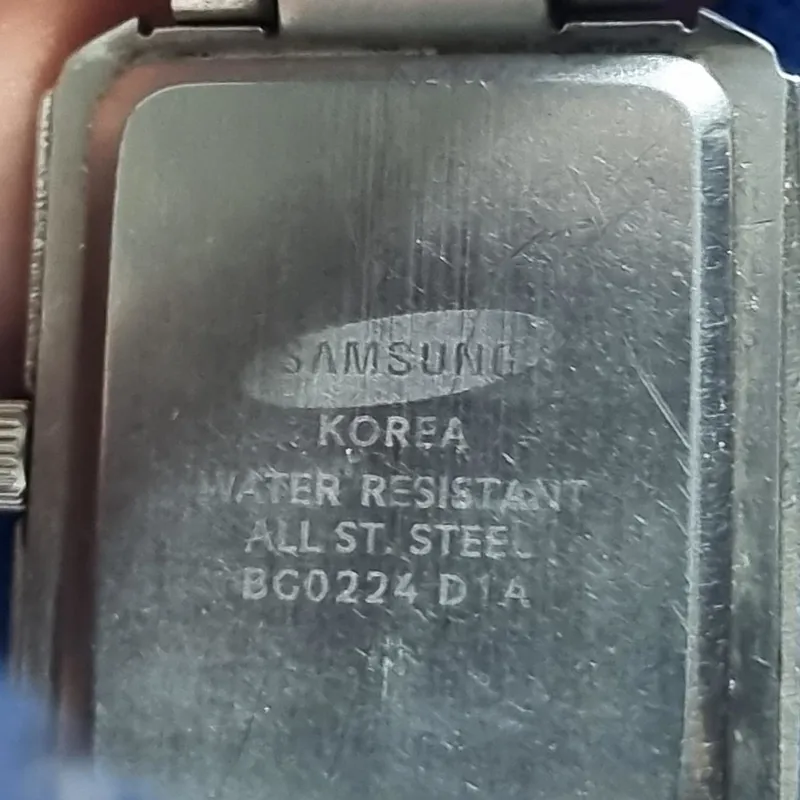 SAMSUNG
KOREA
WATER RESISTANT
ALL ST. STEEL
BG0224 D1A